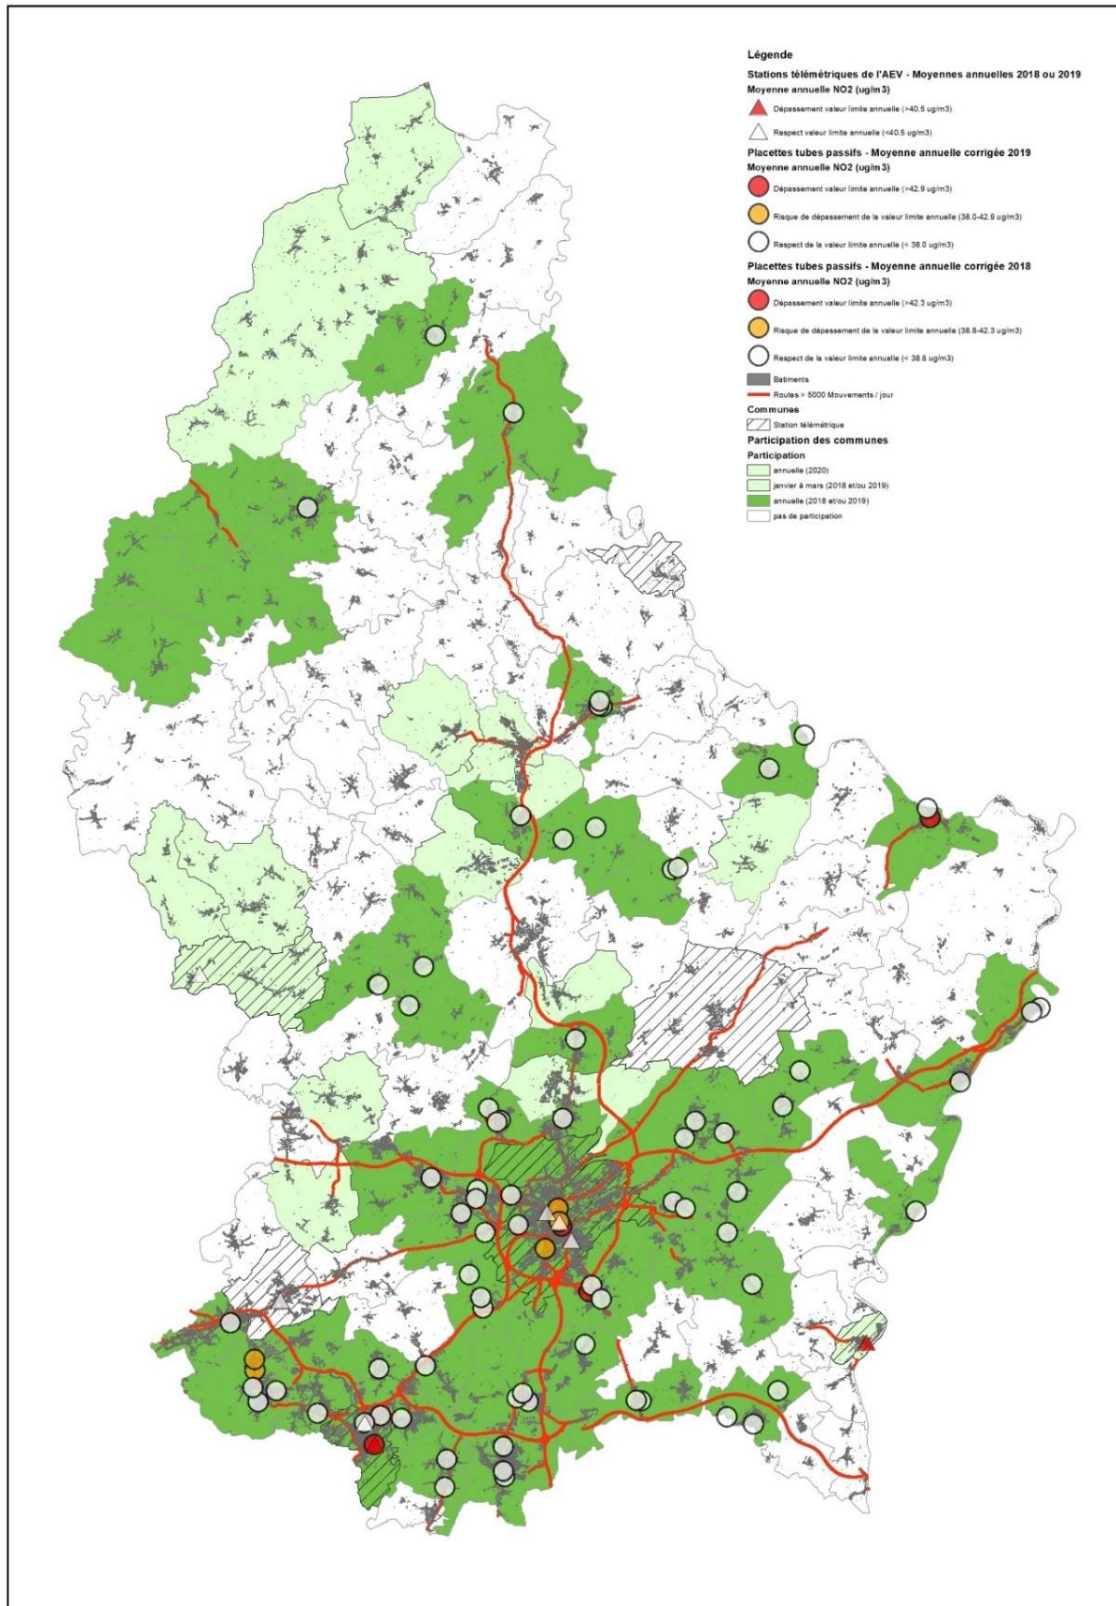 Légende
Stations télémétriques de l'AEV - Moyennes annuelles 2018 ou 2019
Moyenne annuelle NO2 (ug/m3)
Dépassement valeur limite annuelle (>40.5 ug/m3)
Respect valeur limite annuelle (<40.5 ug/m3)
Placettes tubes passifs - Moyenne annuelle corrigée 2019
Moyenne annuelle NO2 (ug/m3)
Dépassement valeur limite annuelle (>42.9 ug/m3)
Risque de dépassement de la valeur limite annuelle (38.0-42.9 ug/m3)
Respect de la valeur limite annuelle (< 38.0 ug/m3)
Placettes tubes passifs - Moyenne annuelle corrigée 2018
Moyenne annuelle NO2 (ug/m3)
Dépassement valeur limite annuelle (>42.3 ug/m3)
Risque de dépassement de la valeur limite annuelle (38.6-42.3 ug/m3)
Respect de la valeur limite annuelle (< 38.6 ug/m3)
Batiments
Routes > 5000 Mouvements / jour
Communes
Station télémétrique
Participation des communes
Participation
annuelle (2020)
janvier à mars (2018 et/ou 2019)
annuelle (2018 et/ou 2019)
pas de participation